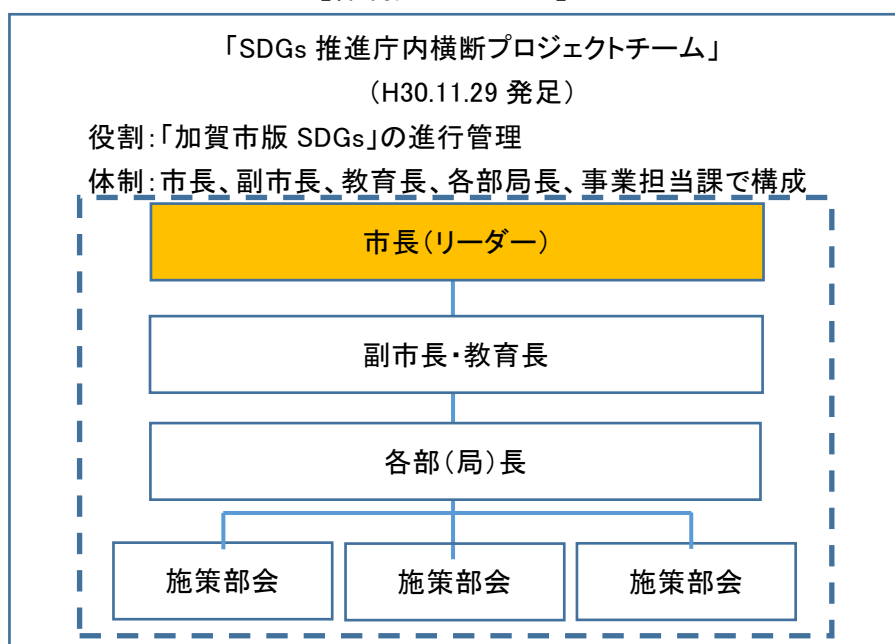 「SDGs 推進庁内横断プロジェクトチーム」
（H30.11.29 発足）
役割：「加賀市版 SDGs」の進行管理
体制：市長、副市長、教育長、各部局長、事業担当課で構成
市長（リーダー）
副市長・教育長
各部（局）長
施策部会
施策部会
施策部会